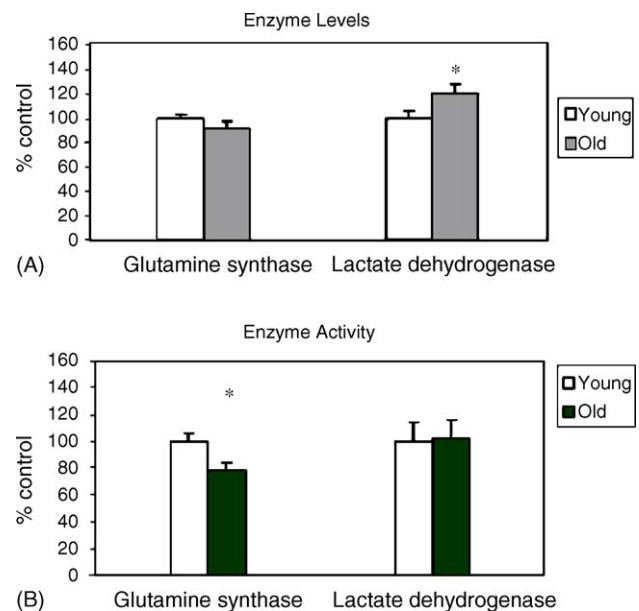 Enzyme Levels
160
140
120
100
80
60
40
20
0
% control
*
Young
Old
(A)
Glutamine synthase Lactate dehydrogenase
Enzyme Activity
160
140
120
100
80
60
40
20
0
% control
*
Young
Old
(B)
Glutamine synthase Lactate dehydrogenase